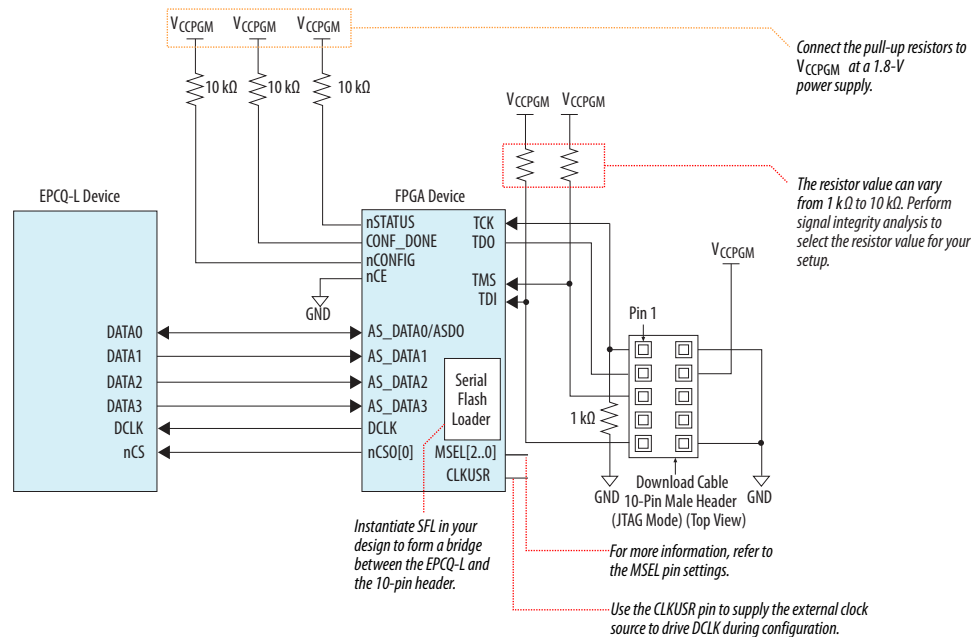 VCCPGM VCCPGM VCCPGM
10 kΩ 10 kΩ 10 kΩ
Connect the pull-up resistors to
VCCPGM at a 1.8-V
power supply.
VCCPGM VCCPGM
The resistor value can vary
from 1 kΩ to 10 kΩ. Perform
signal integrity analysis to
select the resistor value for your
setup.
EPCQ-L Device
DATA0
DATA1
DATA2
DATA3
DCLK
nCS
FPGA Device
nSTATUS
CONF_DONE
nCONFIG
nCE
GND
AS_DATA0/ASDO
AS_DATA1
AS_DATA2
AS_DATA3
DCLK
nCSO[0]
TCK
TDO
TMS
TDI
Serial
Flash
Loader
MSEL[2..0]
CLKUSR
VCCPGM
Pin 1
1 kΩ
GND
GND
Download Cable
10-Pin Male Header
(JTAG Mode) (Top View)
Instantiate SFL in your
design to form a bridge
between the EPCQ-L and
the 10-pin header.
For more information, refer to
the MSEL pin settings.
Use the CLKUSR pin to supply the external clock
source to drive DCLK during configuration.